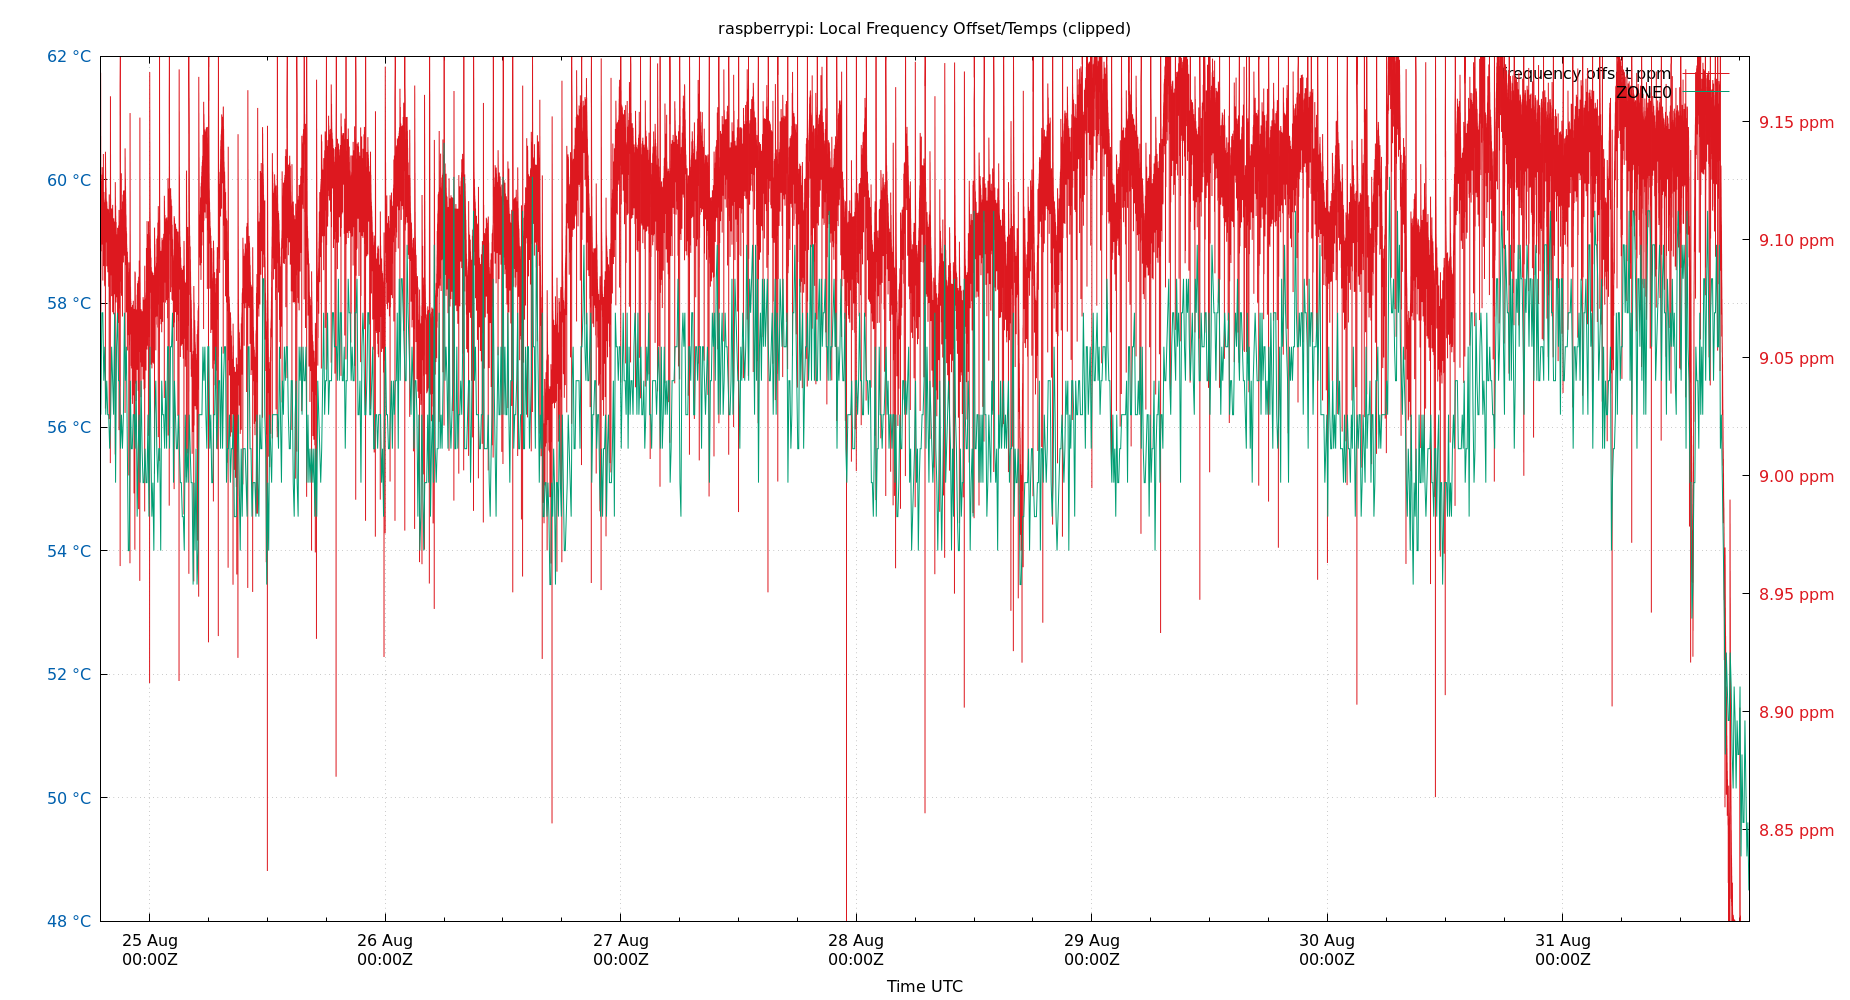 raspberrypi: Local Frequency Offset/Temps (clipped)
62 °C
60 °C
58 °C
56 °C
54 °C
52 °C
50 °C
48 °C
frequency offset ppm
ZONE0
9.15 ppm
9.10 ppm
9.05 ppm
9.00 ppm
8.95 ppm
8.90 ppm
8.85 ppm
25 Aug
00:00Z
26 Aug
00:00Z
27 Aug
00:00Z
28 Aug
00:00Z
29 Aug
00:00Z
30 Aug
00:00Z
31 Aug
00:00Z
Time UTC